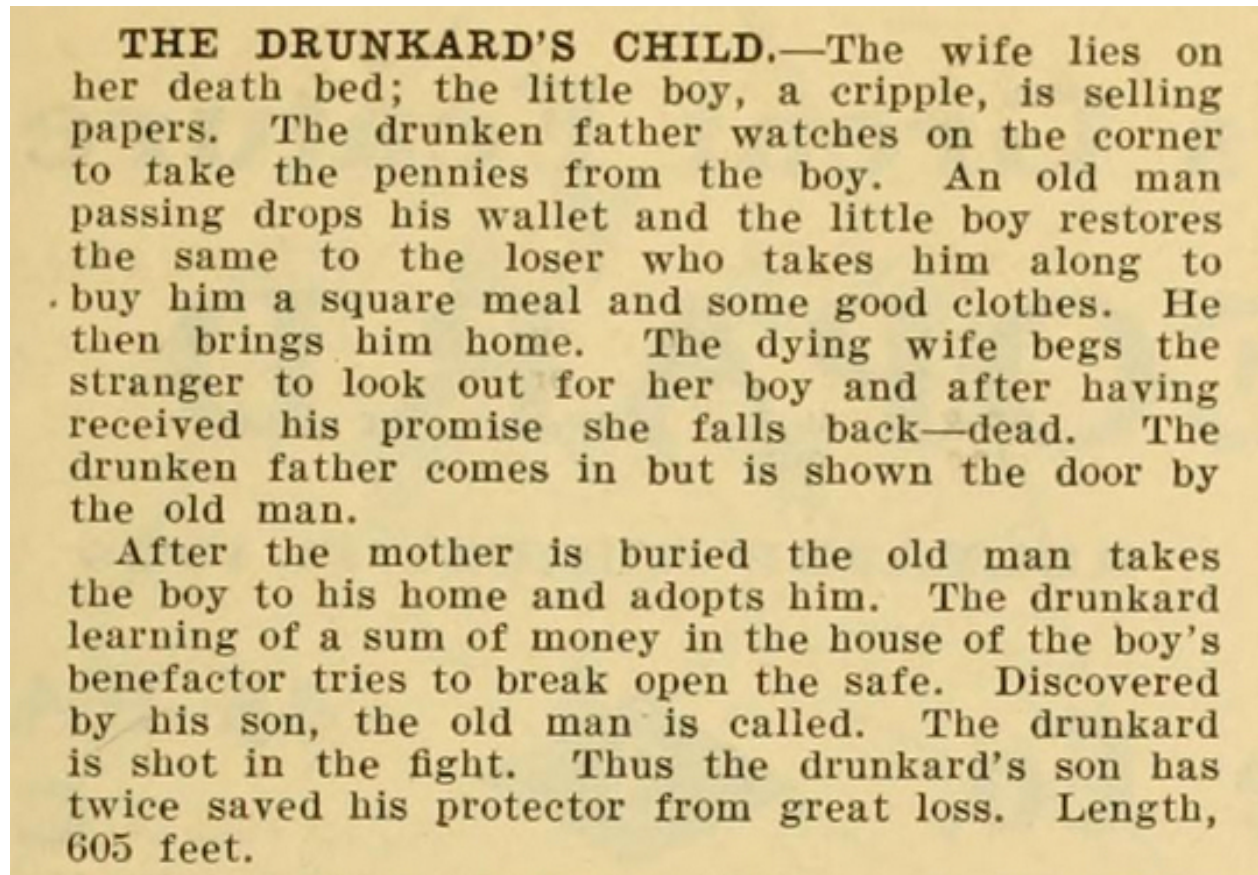 THE DRUNKARD'S CHILD.—The wife lies on
her death bed; the little boy, a cripple, is selling
papers. The drunken father watches on the corner
to take the pennies from the boy. An old man
passing drops his wallet and the little boy restores
the same to the loser who takes him along to
buy him a square meal and some good clothes. He
then brings him home. The dying wife begs the
stranger to look out for her boy and after having
received his promise she falls back—dead. The
drunken father comes in but is shown the door by
the old man.
After the mother is buried the old man takes
the boy to his home and adopts him. The drunkard
learning of a sum of money in the house of the boy's
benefactor tries to break open the safe. Discovered
by his son, the old man is called. The drunkard
is shot in the fight. Thus the drunkard's son has
twice saved his protector from great loss. Length,
605 feet.